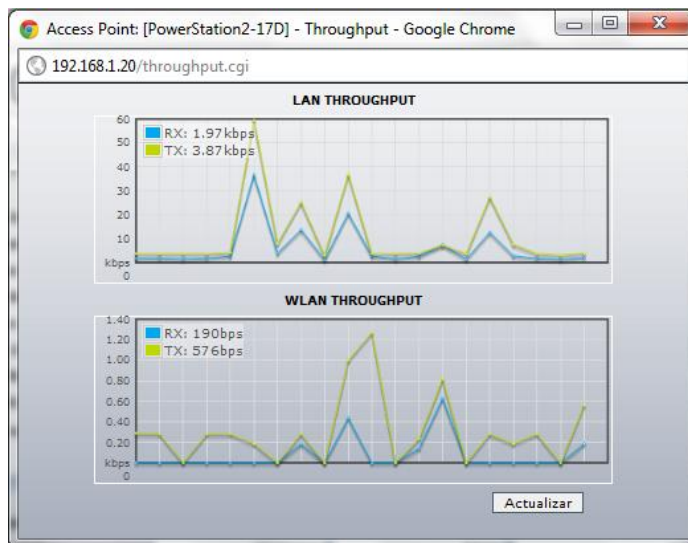 Access Point: [PowerStation2-17D] - Throughput - Google Chrome
192.168.1.20/throughput.cgi
LAN THROUGHPUT
60
50
40
30
20
10
kbps
0
RX: 1.97kbps
TX: 3.87kbps
WLAN THROUGHPUT
1.40
1.20
1.00
0.80
0.60
0.40
0.20
kbps
0
RX: 190bps
TX: 576bps
Actualizar